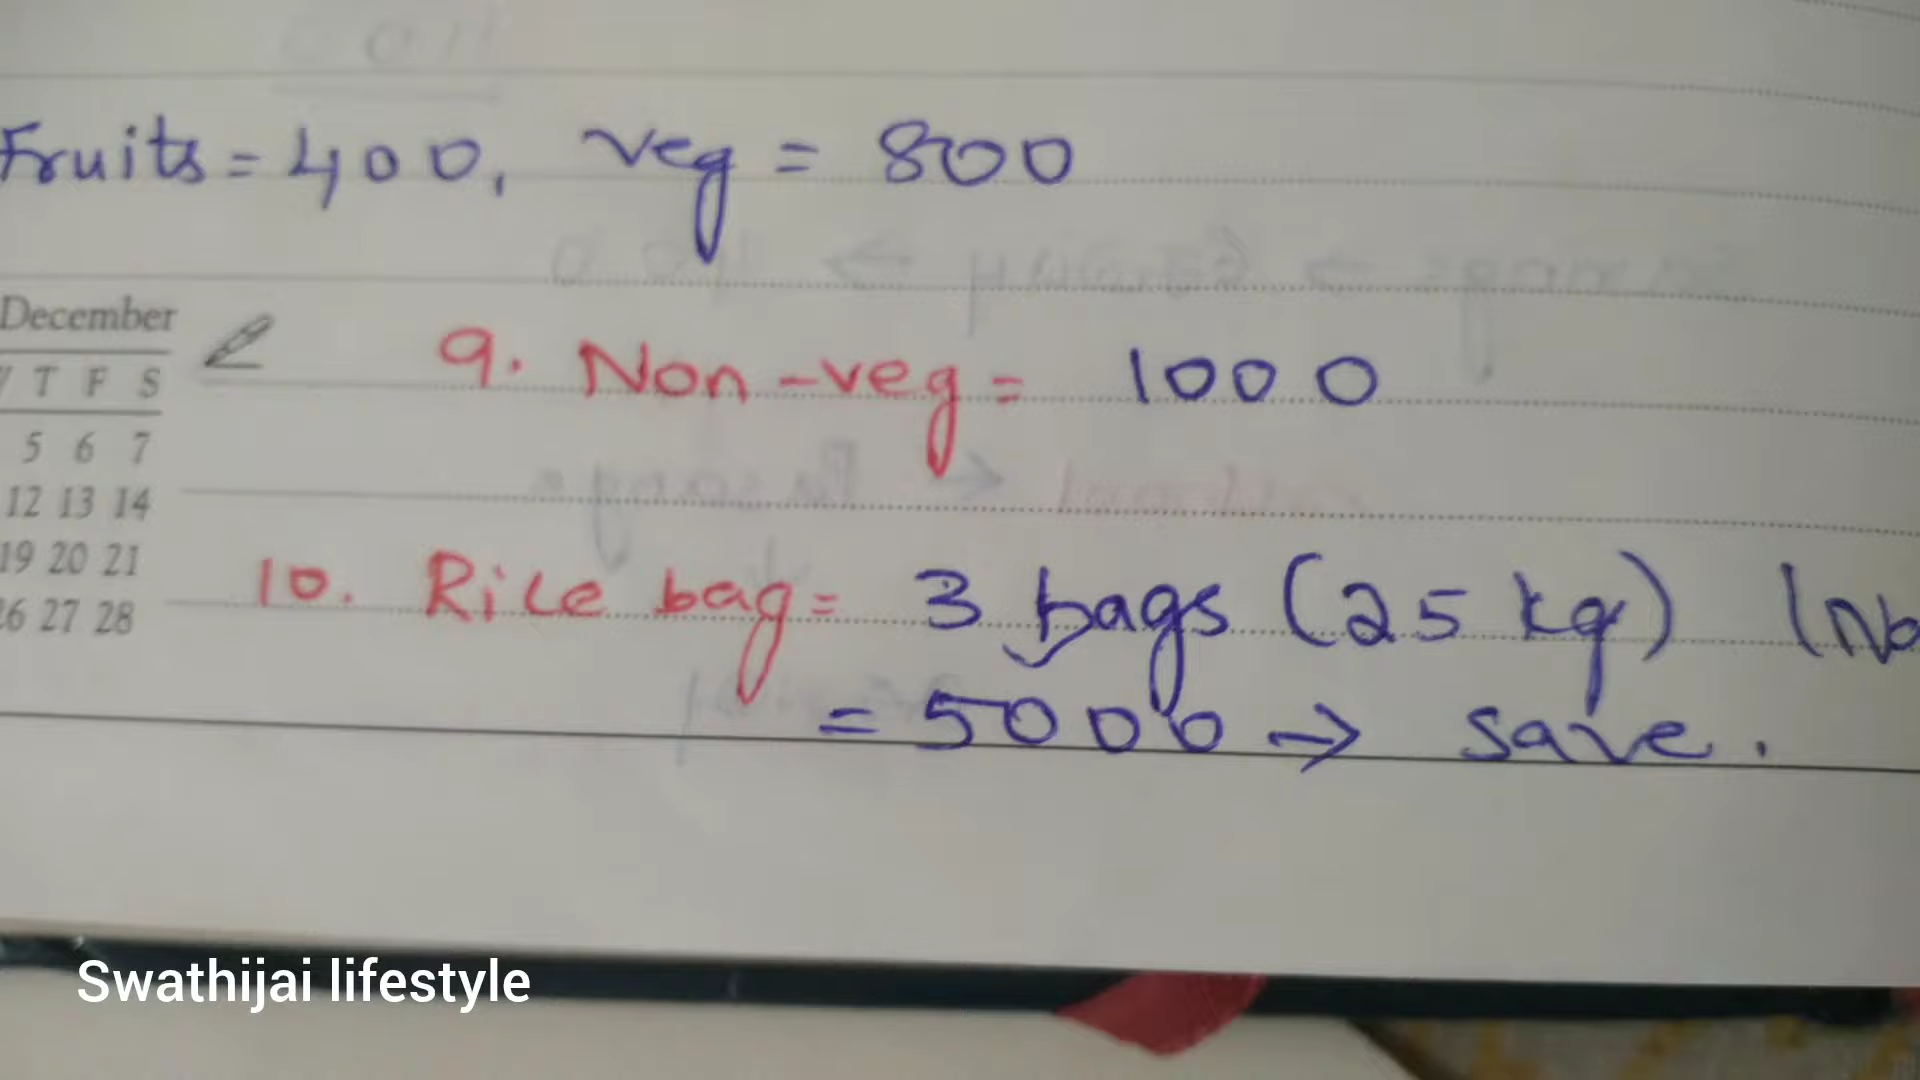 Fruits = 400, veg = 800
December
T F S
9. Non-veg = 1000
5 6 7
12 13 14
19 20 21
10. Rice bag = 3 bags (25 kg)
26 27 28
= 5000 → save.
Swathijai lifestyle